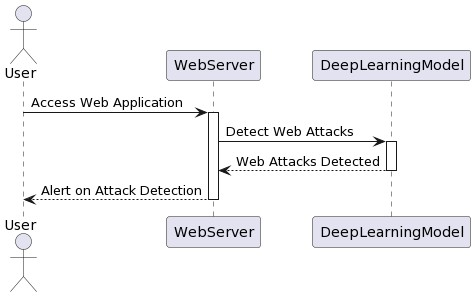 User
WebServer
DeepLearningModel
Access Web Application
Detect Web Attacks
Web Attacks Detected
Alert on Attack Detection
User
WebServer
DeepLearningModel